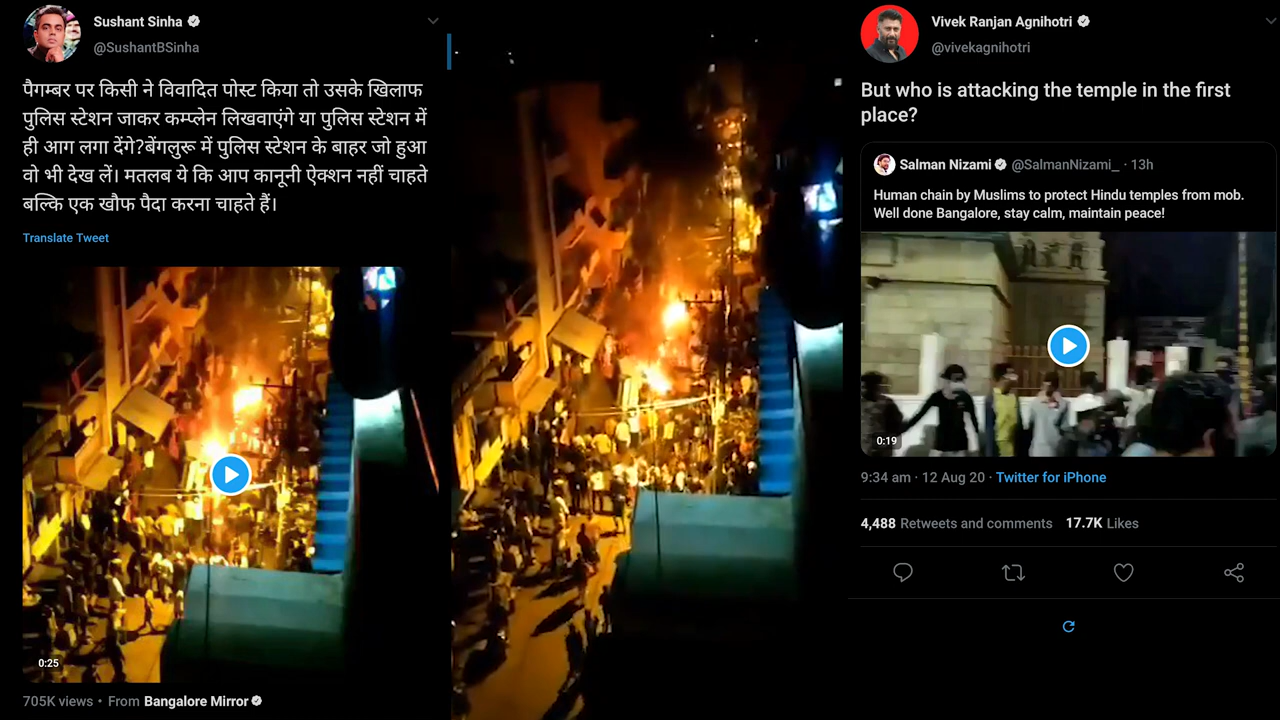 Sushant Sinha
@SushantBSinha
पैगम्बर पर किसी ने विवादित पोस्ट किया तो उसके खिलाफ
पुलिस स्टेशन जाकर कम्प्लेन लिखवाएंगे या पुलिस स्टेशन में
ही आग लगा देंगे?बेंगलुरू में पुलिस स्टेशन के बाहर जो हुआ
वो भी देख लें। मतलब ये कि आप कानूनी ऐक्शन नहीं चाहते
बल्कि एक खौफ पैदा करना चाहते हैं।
Translate Tweet
0:25
705K views • From Bangalore Mirror
Vivek Ranjan Agnihotri
@vivekagnihotri
But who is attacking the temple in the first
place?
Salman Nizami @SalmanNizami_ · 13h
Human chain by Muslims to protect Hindu temples from mob.
Well done Bangalore, stay calm, maintain peace!
0:19
9:34 am · 12 Aug 20 · Twitter for iPhone
4,488 Retweets and comments 17.7K Likes